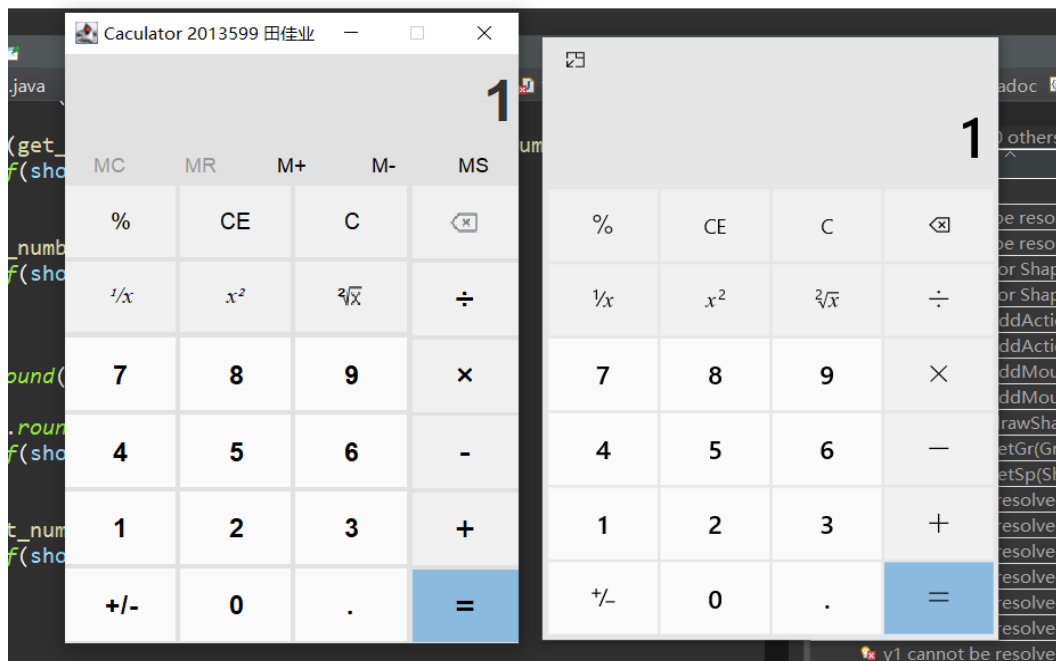 Caculator 2013599 田佳业
1
MC MR M+ M- MS
% CE C
¹/x x² ²√x ÷
7 8 9 ×
4 5 6 -
1 2 3 +
+/- 0 . =
1
% CE C
¹/x x² ²√x ÷
7 8 9 ×
4 5 6 −
1 2 3 +
+/− 0 . =
.java
(get_
f(sho
_numb
f(sho
ound(
.roun
f(sho
t_num
f(sho
um
adoc
others
be reso
be reso
or Shap
or Shap
ddActi
ddActi
ddMou
ddMou
rawSha
etGr(Gr
etSp(Sh
resolve
resolve
resolve
resolve
resolve
resolve
y1 cannot be resolve